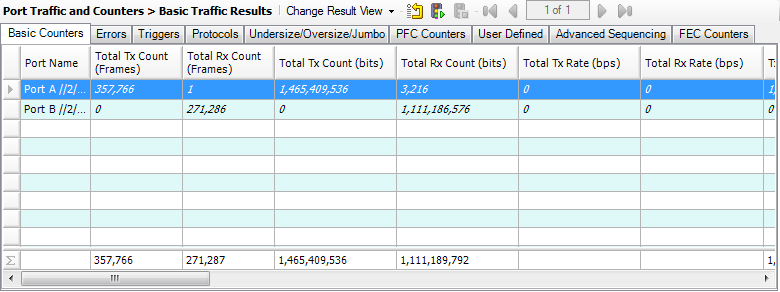 Port Traffic and Counters > Basic Traffic Results Change Result View 1 of 1
Basic Counters Errors Triggers Protocols Undersize/Oversize/Jumbo PFC Counters User Defined Advanced Sequencing FEC Counters
Port Name Total Tx Count (Frames) Total Rx Count (Frames) Total Tx Count (bits) Total Rx Count (bits) Total Tx Rate (bps) Total Rx Rate (bps)
Port A //2/... 357,766 1 1,465,409,536 3,216 0 0 1,
Port B //2/... 0 271,286 0 1,111,186,576 0 0 0
Σ 357,766 271,287 1,465,409,536 1,111,189,792 1,